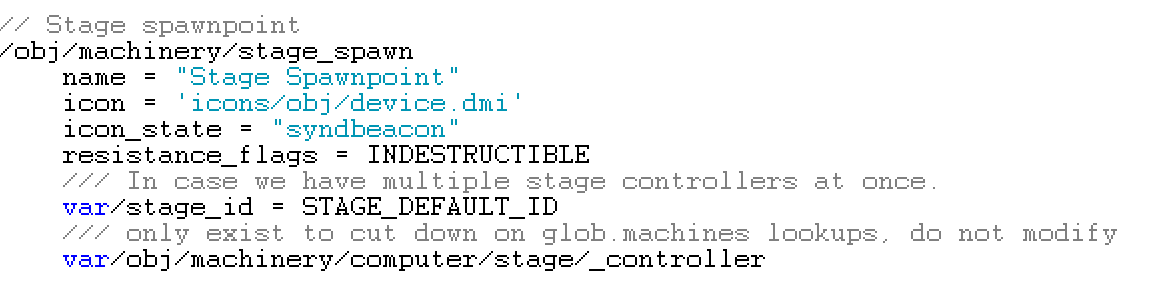 // Stage spawnpoint
/obj/machinery/stage_spawn
name = "Stage Spawnpoint"
icon = 'icons/obj/device.dmi'
icon_state = "syndbeacon"
resistance_flags = INDESTRUCTIBLE
/// In case we have multiple stage controllers at once.
var/stage_id = STAGE_DEFAULT_ID
/// only exist to cut down on glob.machines lookups, do not modify
var/obj/machinery/computer/stage/_controller